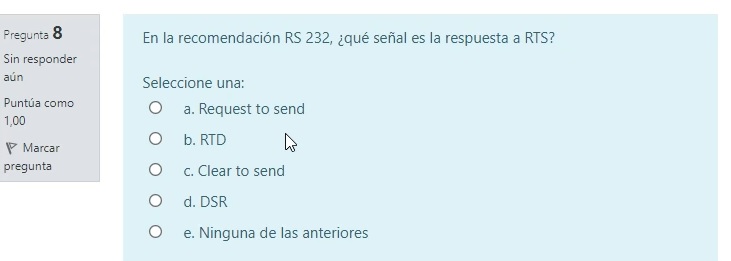 Pregunta 8
Sin responder
aún
Puntúa como
1,00
Marcar
pregunta
En la recomendación RS 232, ¿qué señal es la respuesta a RTS?
Seleccione una:
a. Request to send
b. RTD
c. Clear to send
d. DSR
e. Ninguna de las anteriores